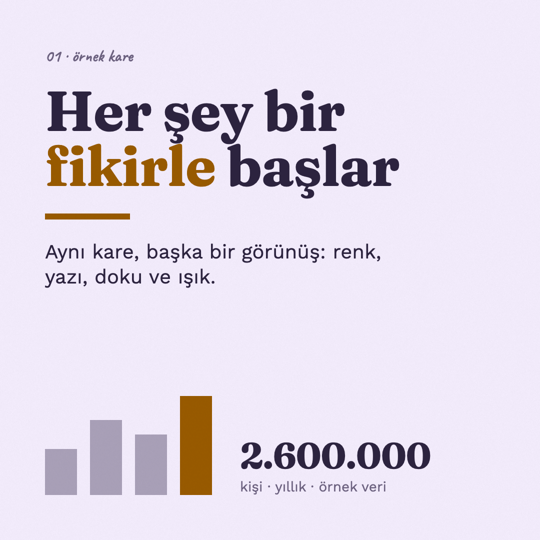 01 · örnek kare
Her şey bir
fikirle başlar
Aynı kare, başka bir görünüş: renk,
yazı, doku ve ışık.
2.600.000
kişi · yıllık · örnek veri